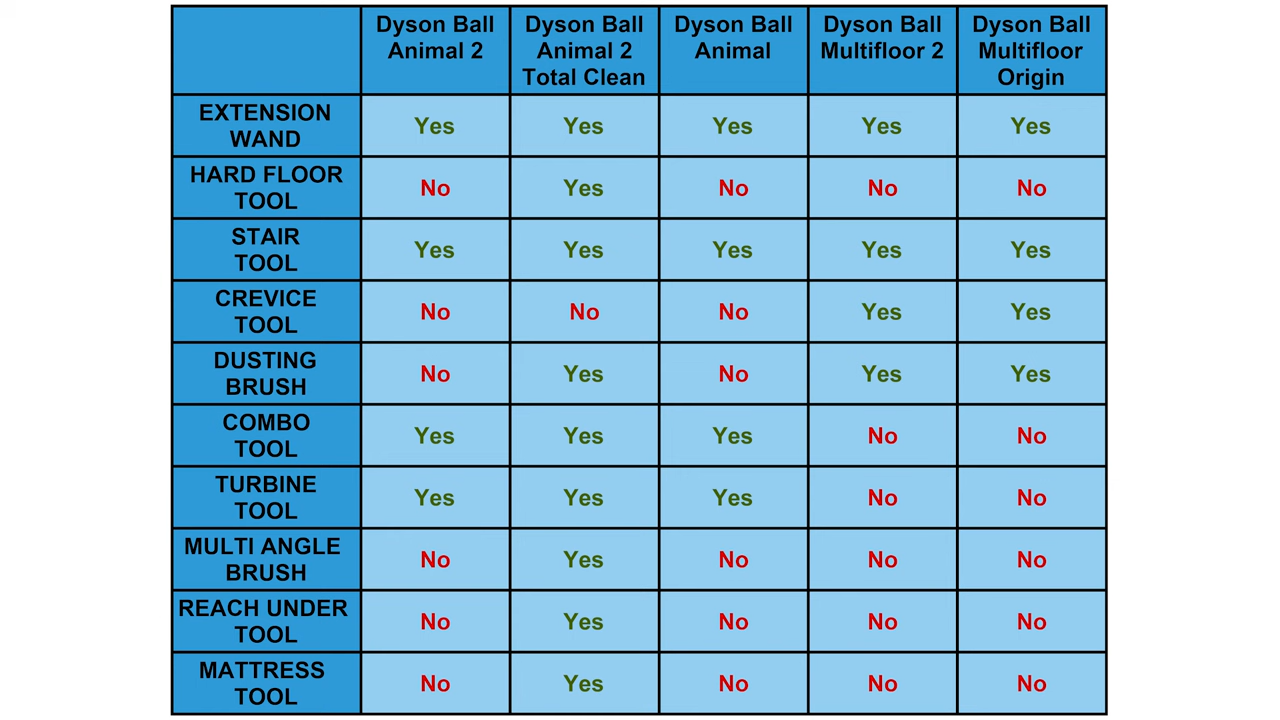 Dyson Ball
Animal 2
Dyson Ball
Animal 2
Total Clean
Dyson Ball
Animal
Dyson Ball
Multifloor 2
Dyson Ball
Multifloor
Origin
EXTENSION
WAND
Yes Yes Yes Yes Yes
HARD FLOOR
TOOL
No Yes No No No
STAIR
TOOL
Yes Yes Yes Yes Yes
CREVICE
TOOL
No No No Yes Yes
DUSTING
BRUSH
No Yes No Yes Yes
COMBO
TOOL
Yes Yes Yes No No
TURBINE
TOOL
Yes Yes Yes No No
MULTI ANGLE
BRUSH
No Yes No No No
REACH UNDER
TOOL
No Yes No No No
MATTRESS
TOOL
No Yes No No No